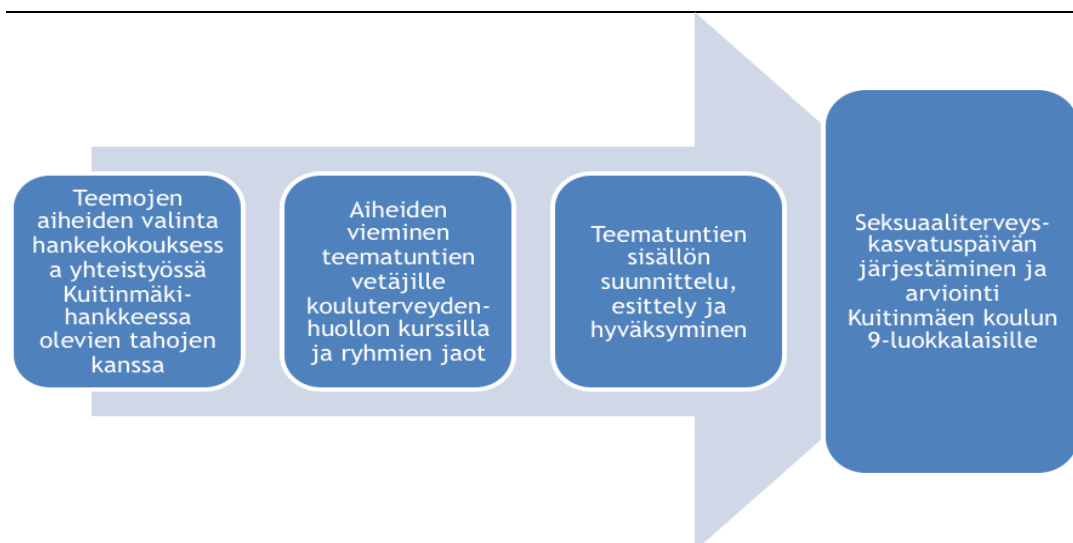 Teemojen
aiheiden valinta
hankekokouksess
a yhteistyössä
Kuitinmäki-
hankkeessa
olevien tahojen
kanssa
Aiheiden
vieminen
teematuntien
vetäjille
kouluterveyden-
huollon kurssilla
ja ryhmien jaot
Teematuntien
sisällön
suunnittelu,
esittely ja
hyväksyminen
Seksuaaliterveys-
kasvatuspäivän
järjestäminen ja
arviointi
Kuitinmäen koulun
9-luokkalaisille